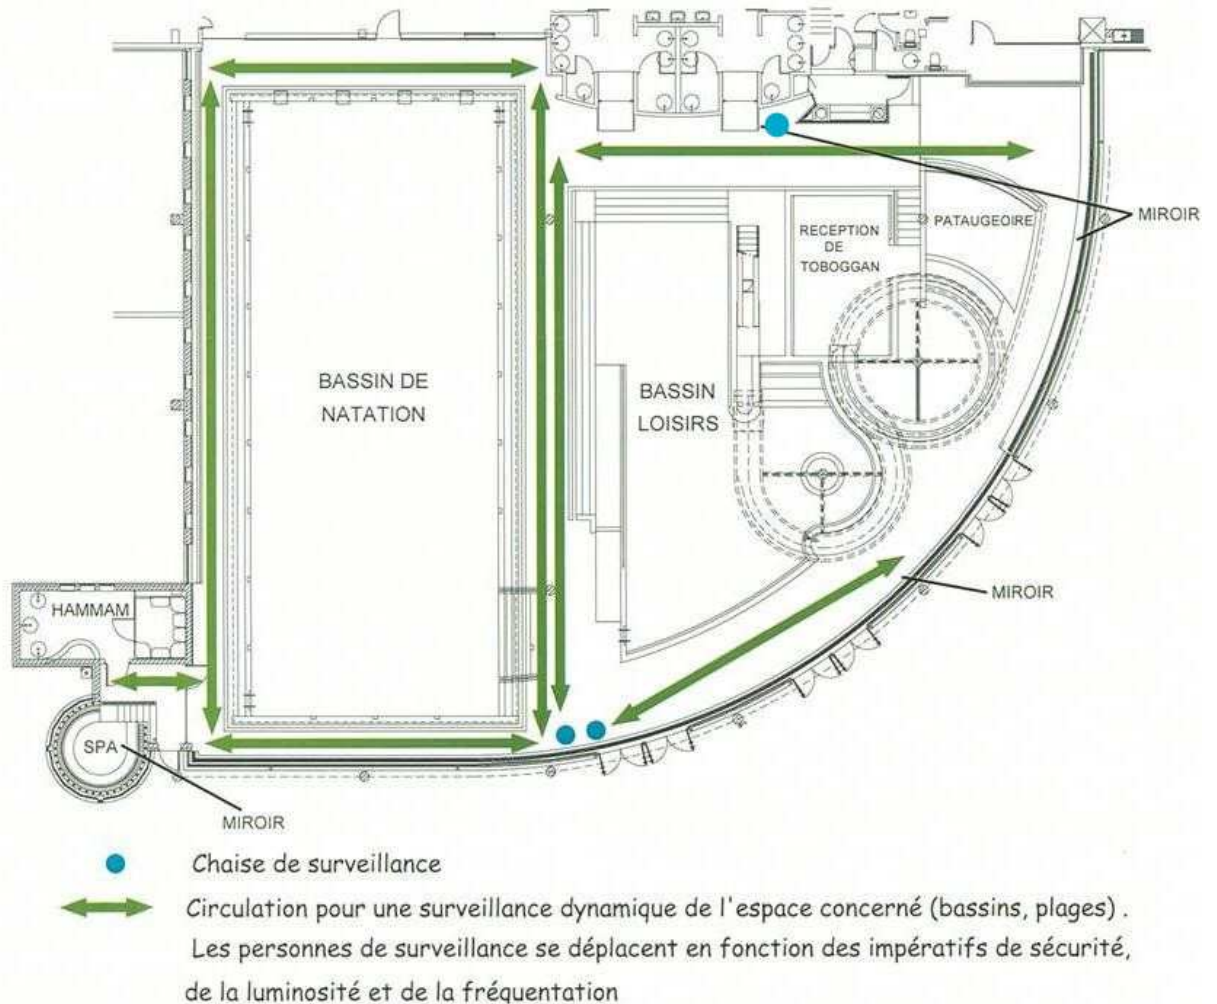 MIROIR
RECEPTION
DE
TOBOGGAN
PATAUGEOIRE
BASSIN DE
NATATION
BASSIN
LOISIRS
MIROIR
HAMMAM
SPA
MIROIR
Chaise de surveillance
Circulation pour une surveillance dynamique de l'espace concerné (bassins, plages) .
Les personnes de surveillance se déplacent en fonction des impératifs de sécurité,
de la luminosité et de la fréquentation